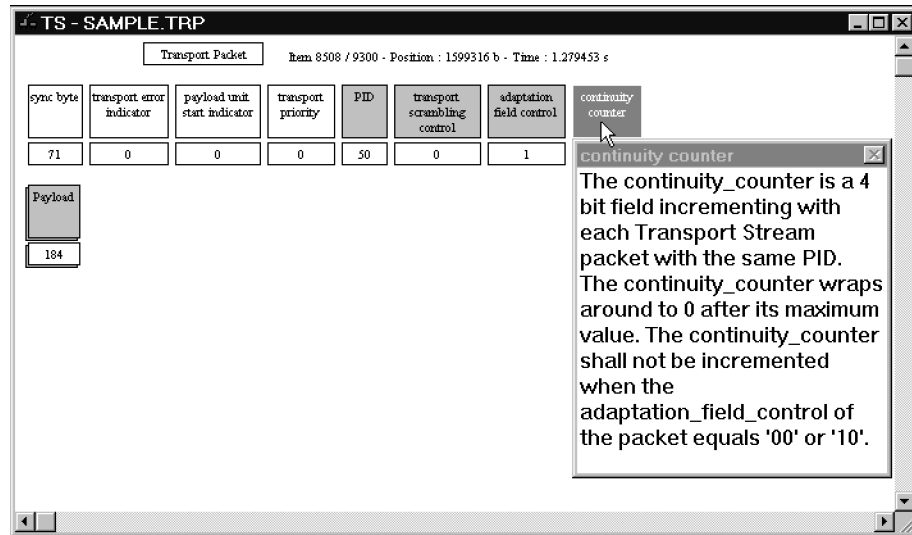 TS - SAMPLE.TRP
Transport Packet
Item 8508 / 9300 - Position : 1599316 b - Time : 1.279453 s
sync byte
transport error
indicator
payload unit
start indicator
transport
priority
PID
transport
scrambling
control
adaptation
field control
continuity
counter
71
0
0
0
50
0
1
Payload
184
continuity counter
The continuity_counter is a 4
bit field incrementing with
each Transport Stream
packet with the same PID.
The continuity_counter wraps
around to 0 after its maximum
value. The continuity_counter
shall not be incremented
when the
adaptation_field_control of
the packet equals '00' or '10'.